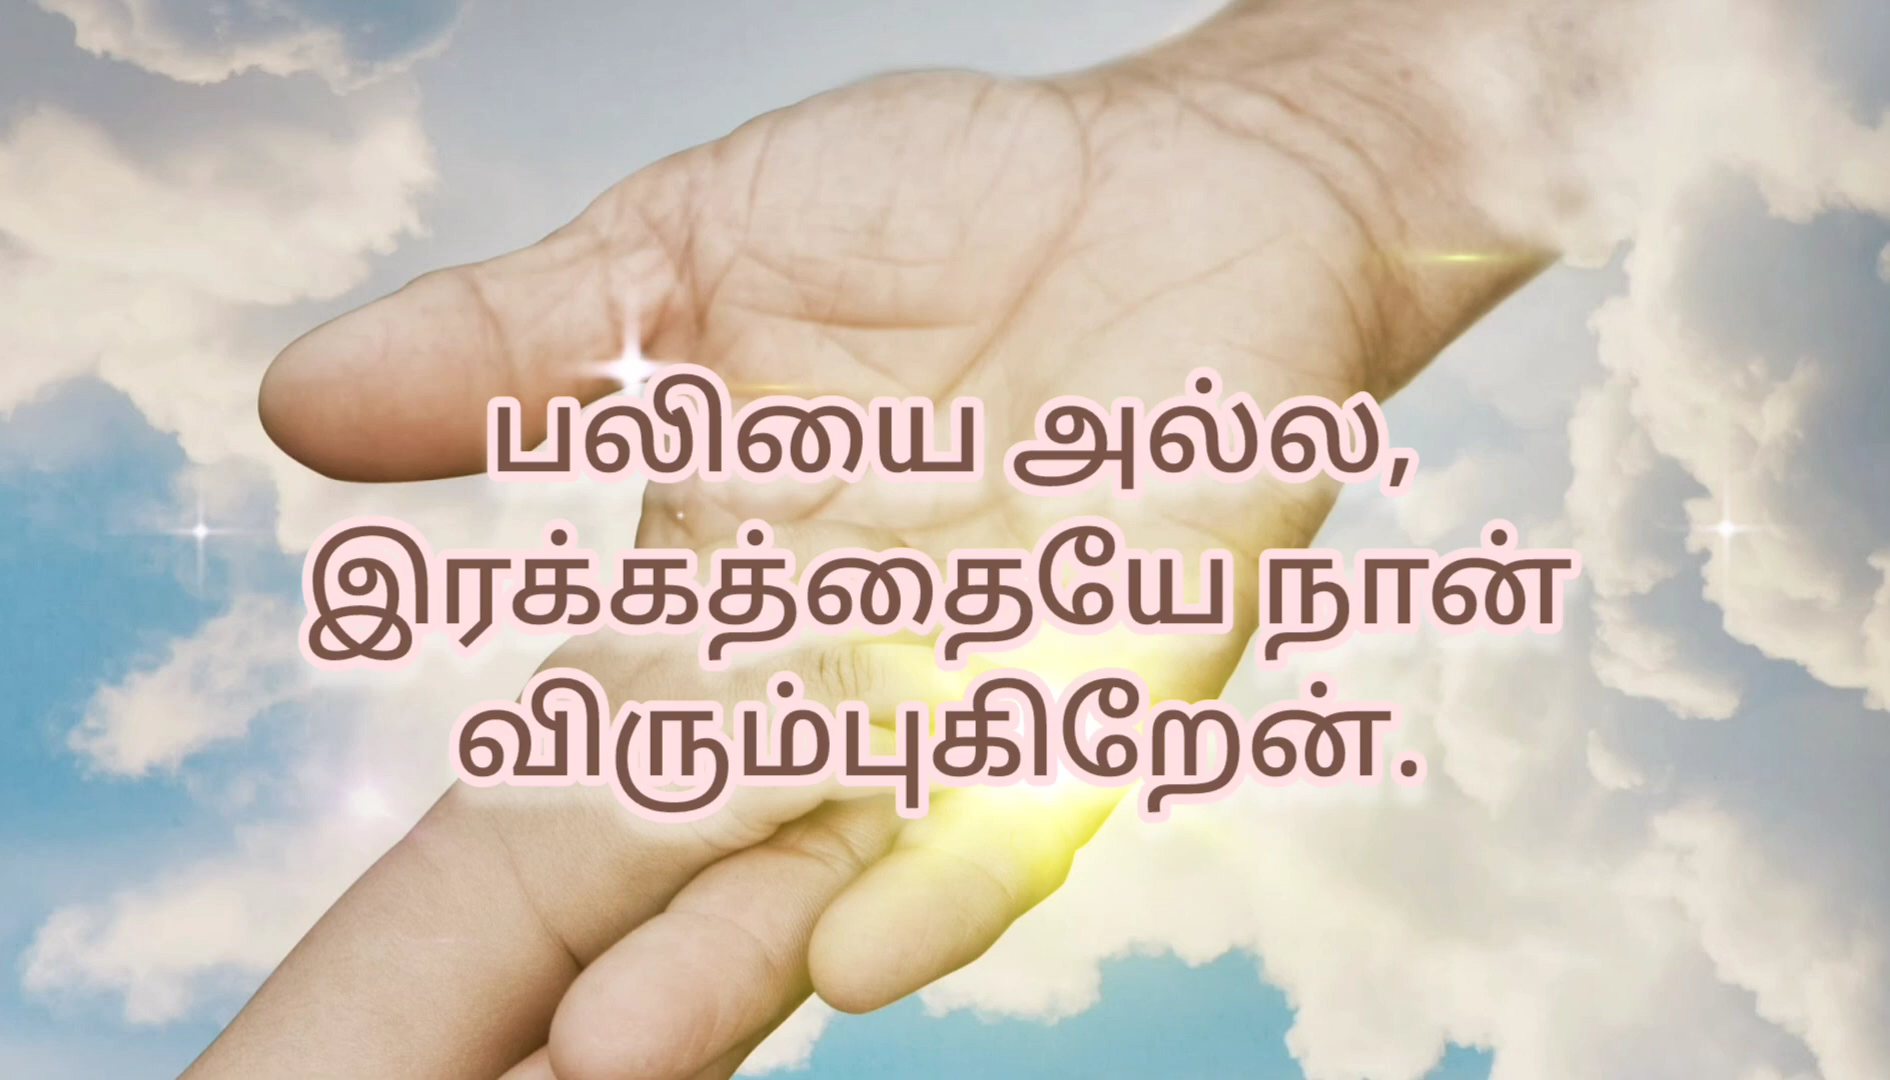 பலியை அல்ல,
இரக்கத்தையே நான்
விரும்புகிறேன்.